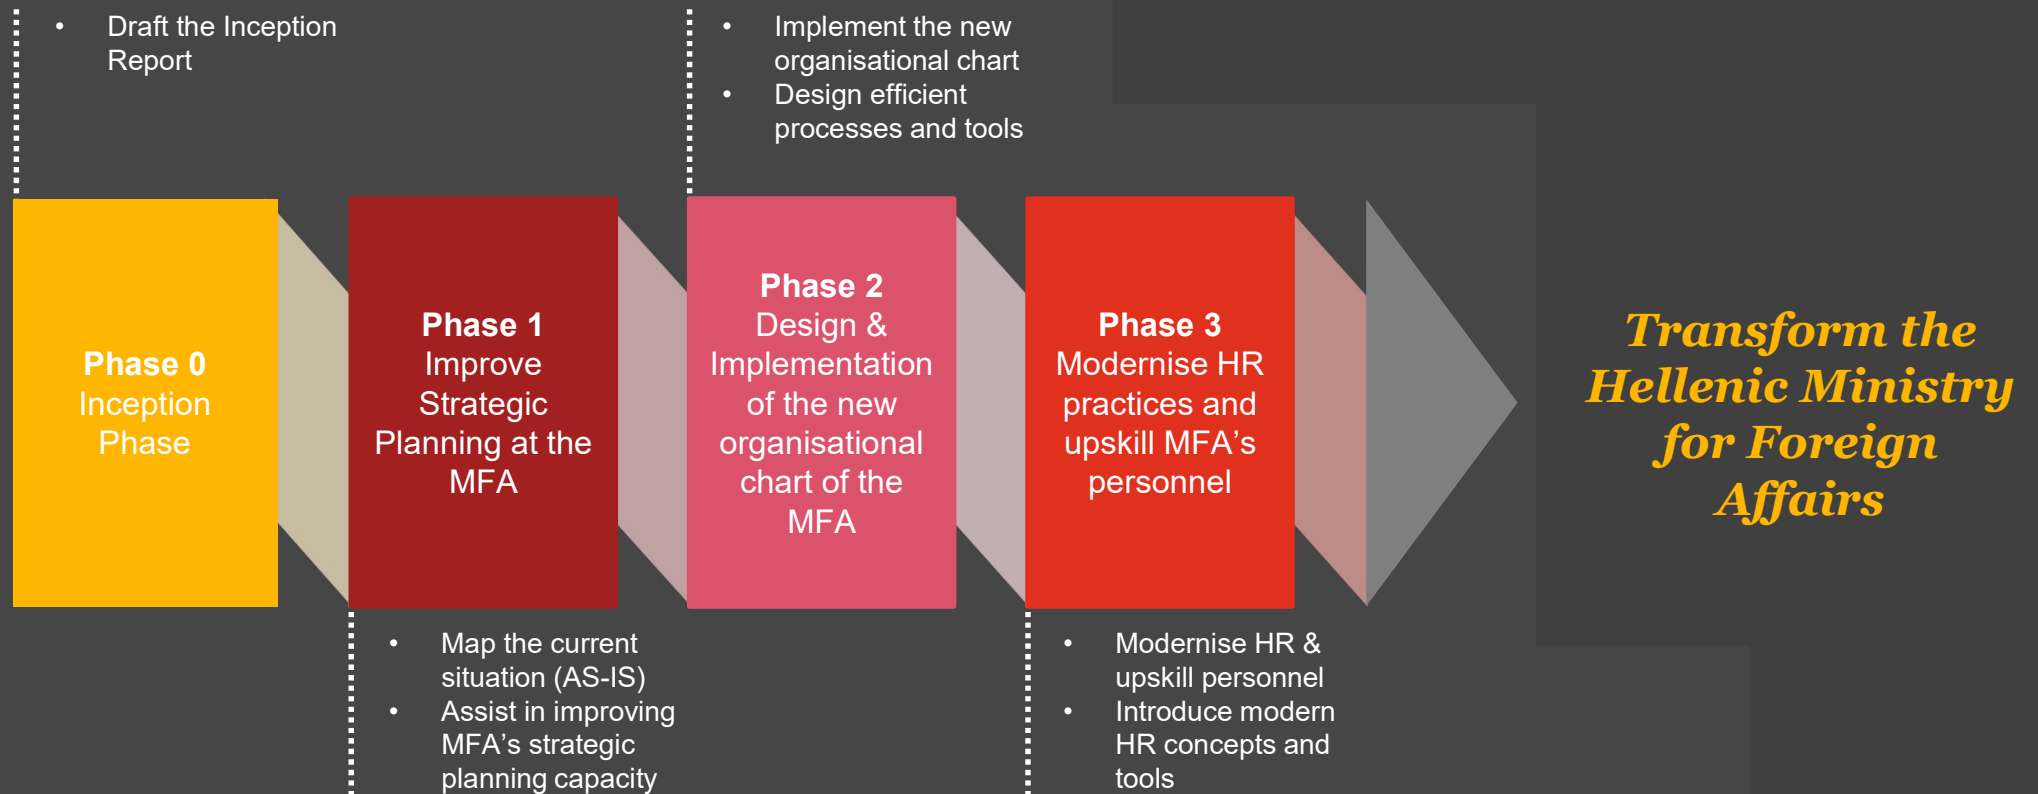 • Draft the Inception
Report
• Implement the new
organisational chart
• Design efficient
processes and tools
Phase 0
Inception
Phase
Phase 1
Improve
Strategic
Planning at the
MFA
Phase 2
Design &
Implementation
of the new
organisational
chart of the
MFA
Phase 3
Modernise HR
practices and
upskill MFA’s
personnel
Transform the
Hellenic Ministry
for Foreign
Affairs
• Map the current
situation (AS-IS)
• Assist in improving
MFA’s strategic
planning capacity
• Modernise HR &
upskill personnel
• Introduce modern
HR concepts and
tools